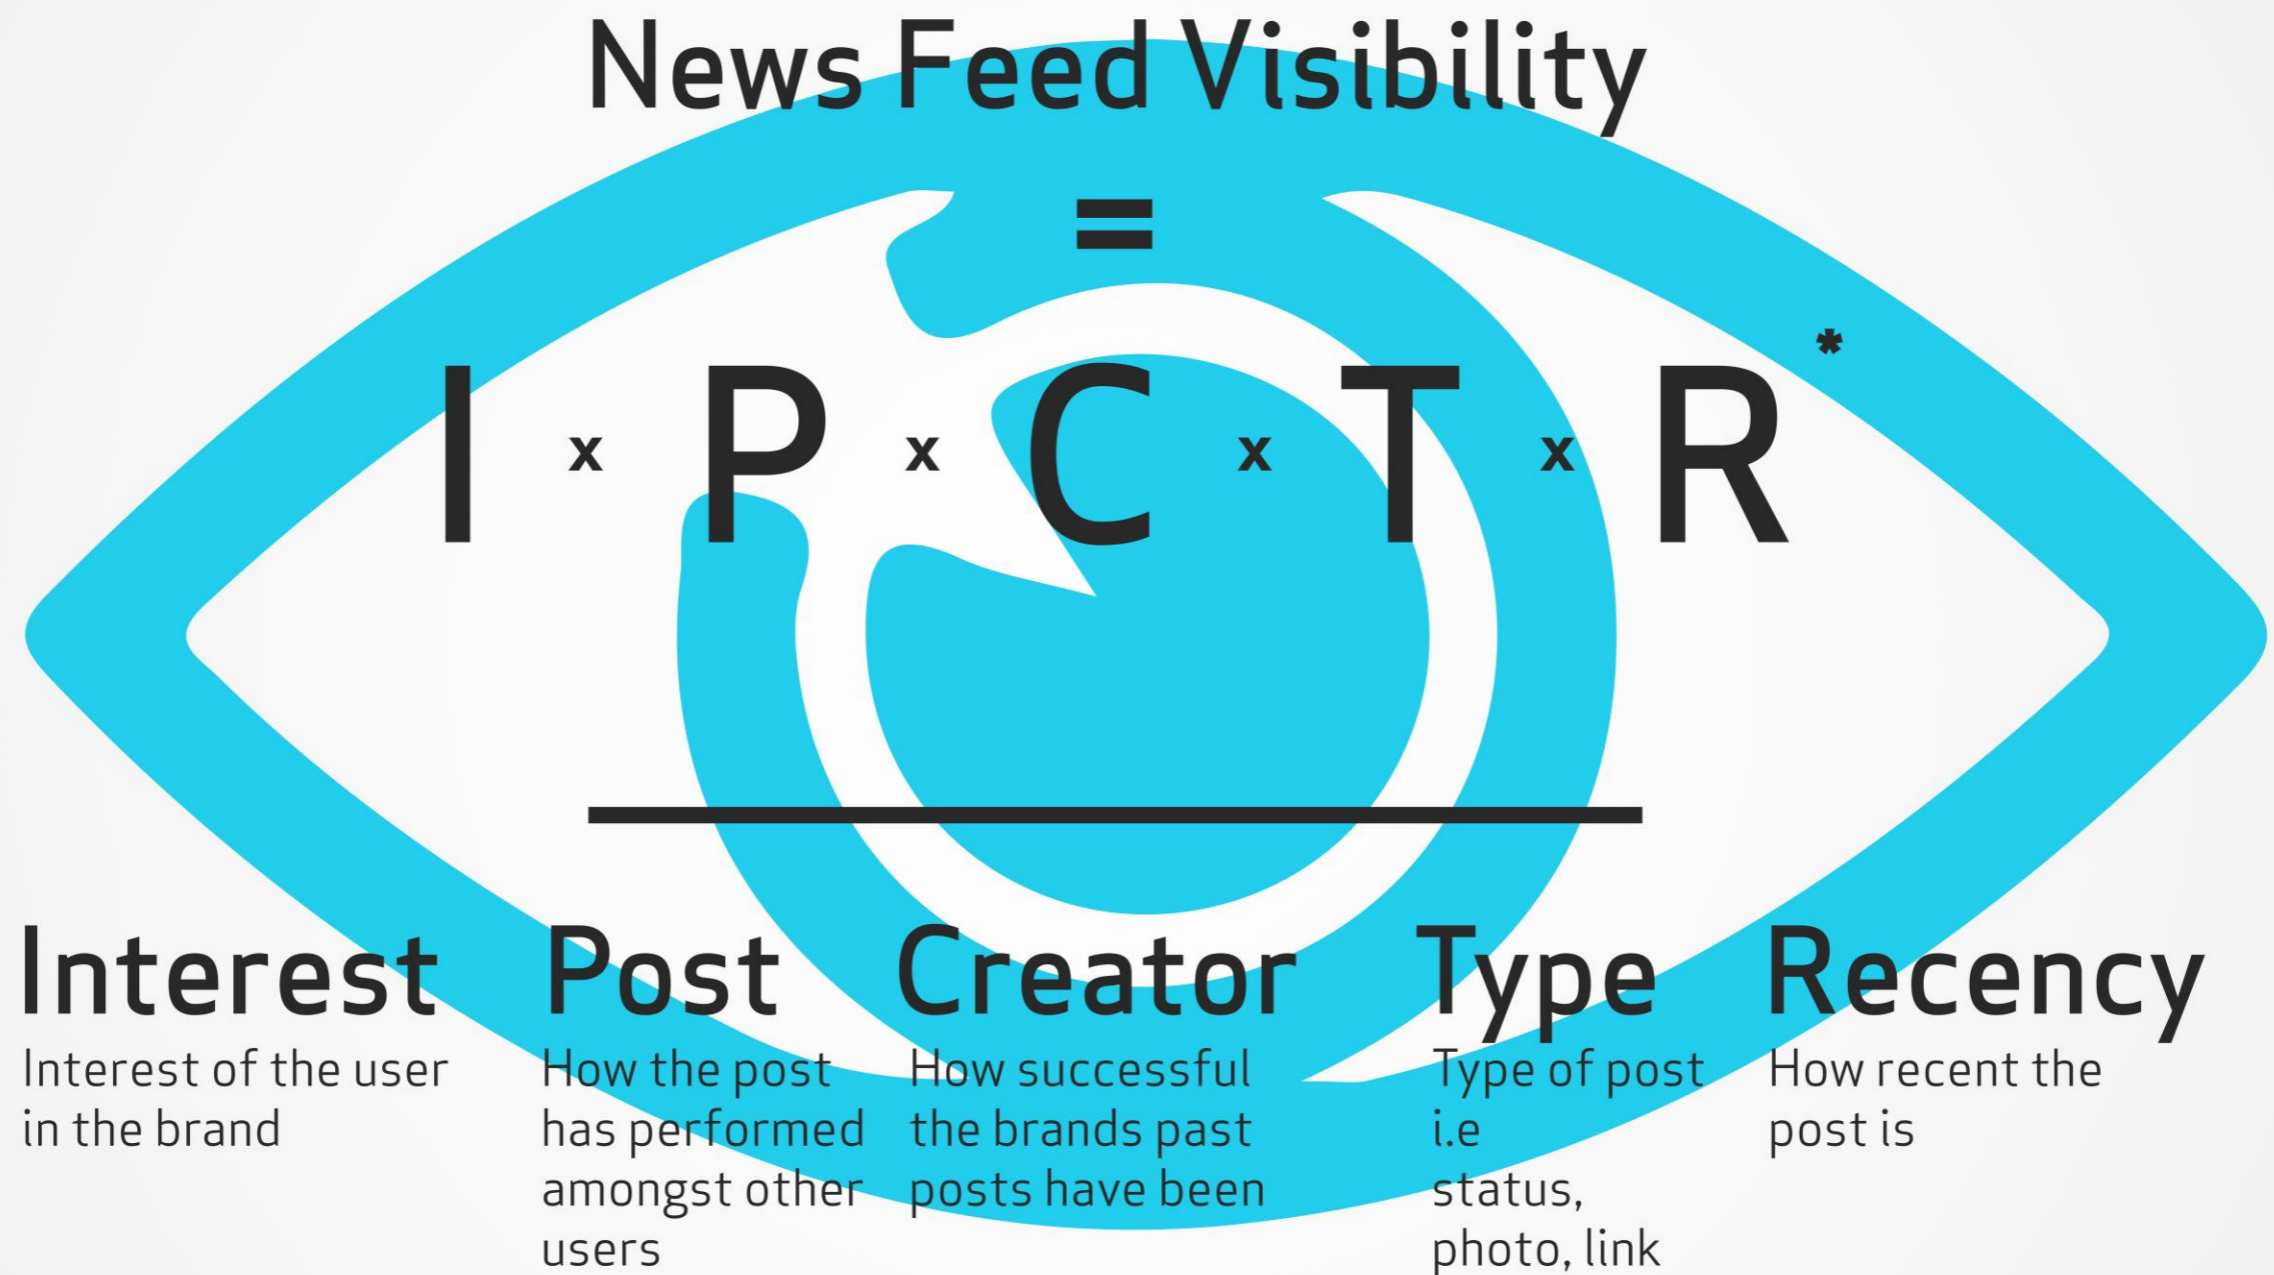 News Feed Visibility
=
I x P x C x T x R*
Interest
Interest of the user
in the brand
Post
How the post
has performed
amongst other
users
Creator
How successful
the brands past
posts have been
Type
Type of post
i.e
status,
photo, link
Recency
How recent the
post is